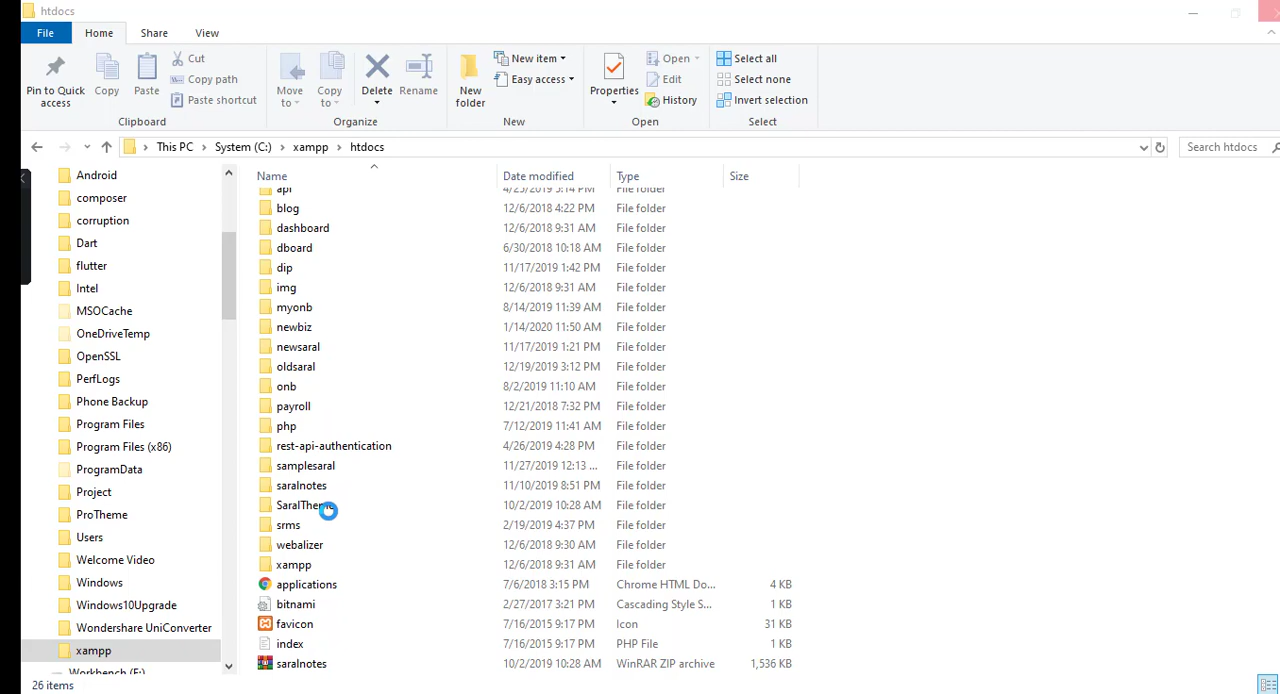 htdocs
File Home Share View
Pin to Quick access
Copy
Paste
Cut
Copy path
Paste shortcut
Clipboard
Move to
Copy to
Delete
Rename
Organize
New folder
New item
Easy access
New
Properties
Open
Edit
History
Open
Select all
Select none
Invert selection
Select
This PC System (C:) xampp htdocs
Search htdocs
Android
composer
corruption
Dart
flutter
Intel
MSOCache
OneDriveTemp
OpenSSL
PerfLogs
Phone Backup
Program Files
Program Files (x86)
ProgramData
Project
ProTheme
Users
Welcome Video
Windows
Windows10Upgrade
Wondershare UniConverter
xampp
Workbench (E:)
Name Date modified Type Size
api 4/25/2019 3:14 PM File folder
blog 12/6/2018 4:22 PM File folder
dashboard 12/6/2018 9:31 AM File folder
dboard 6/30/2018 10:18 AM File folder
dip 11/17/2019 1:42 PM File folder
img 12/6/2018 9:31 AM File folder
myonb 8/14/2019 11:39 AM File folder
newbiz 1/14/2020 11:50 AM File folder
newsaral 11/17/2019 1:21 PM File folder
oldsaral 12/19/2019 3:12 PM File folder
onb 8/2/2019 11:10 AM File folder
payroll 12/21/2018 7:32 PM File folder
php 7/12/2019 11:41 AM File folder
rest-api-authentication 4/26/2019 4:28 PM File folder
samplesaral 11/27/2019 12:13 ... File folder
saralnotes 11/10/2019 8:51 PM File folder
SaralTheme 10/2/2019 10:28 AM File folder
srms 2/19/2019 4:37 PM File folder
webalizer 12/6/2018 9:30 AM File folder
xampp 12/6/2018 9:31 AM File folder
applications 7/6/2018 3:15 PM Chrome HTML Do... 4 KB
bitnami 2/27/2017 3:21 PM Cascading Style S... 1 KB
favicon 7/16/2015 9:17 PM Icon 31 KB
index 7/16/2015 9:17 PM PHP File 1 KB
saralnotes 10/2/2019 10:28 AM WinRAR ZIP archive 1,536 KB
26 items